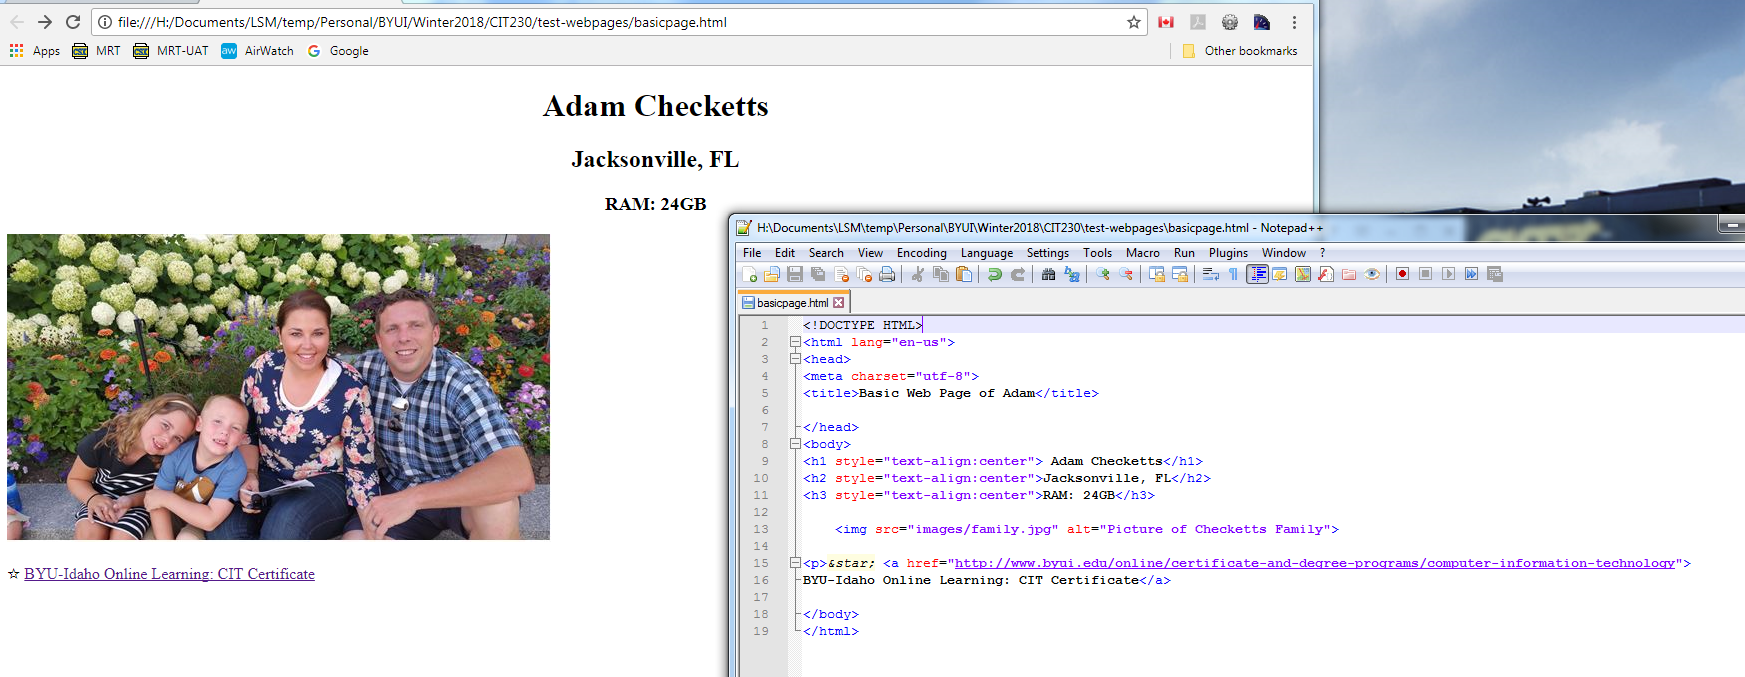 file:///H:/Documents/LSM/temp/Personal/BYUI/Winter2018/CIT230/test-webpages/basicpage.html
Apps MRT MRT-UAT aw AirWatch G Google Other bookmarks
Adam Checketts
Jacksonville, FL
RAM: 24GB
☆ BYU-Idaho Online Learning: CIT Certificate
H:\Documents\LSM\temp\Personal\BYUI\Winter2018\CIT230\test-webpages\basicpage.html - Notepad++
File Edit Search View Encoding Language Settings Tools Macro Run Plugins Window ?
basicpage.html
1 <!DOCTYPE HTML>
2 <html lang="en-us">
3 <head>
4 <meta charset="utf-8">
5 <title>Basic Web Page of Adam</title>
6
7 </head>
8 <body>
9 <h1 style="text-align:center"> Adam Checketts</h1>
10 <h2 style="text-align:center">Jacksonville, FL</h2>
11 <h3 style="text-align:center">RAM: 24GB</h3>
12
13 <img src="images/family.jpg" alt="Picture of Checketts Family">
14
15 <p>&star; <a href="http://www.byui.edu/online/certificate-and-degree-programs/computer-information-technology">
16 BYU-Idaho Online Learning: CIT Certificate</a>
17
18 </body>
19 </html>